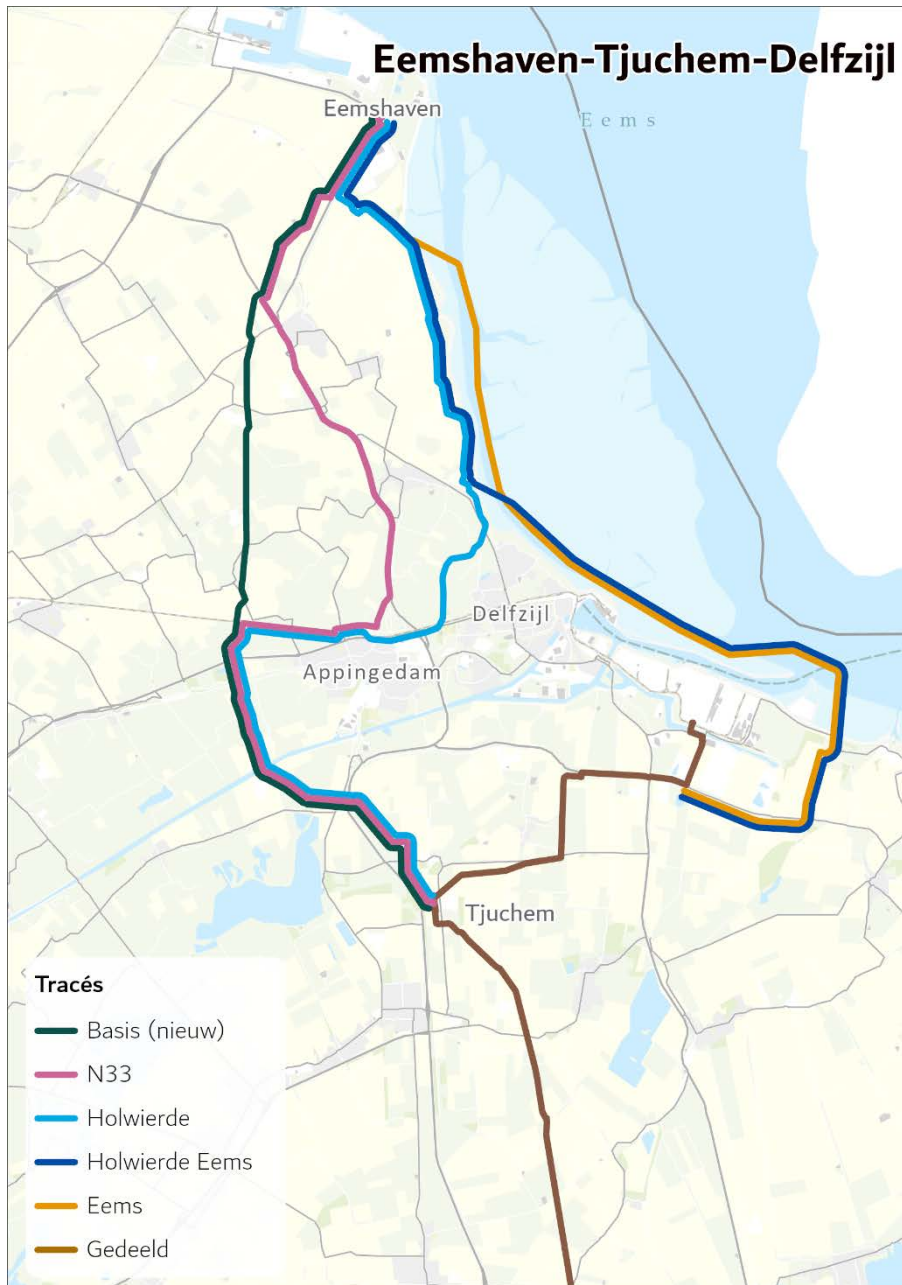 Eemshaven-Tjuchem-Delfzijl
Eemshaven
Eems
Delfzijl
Appingedam
Tjuchem
Tracés
Basis (nieuw)
N33
Holwierde
Holwierde Eems
Eems
Gedeeld